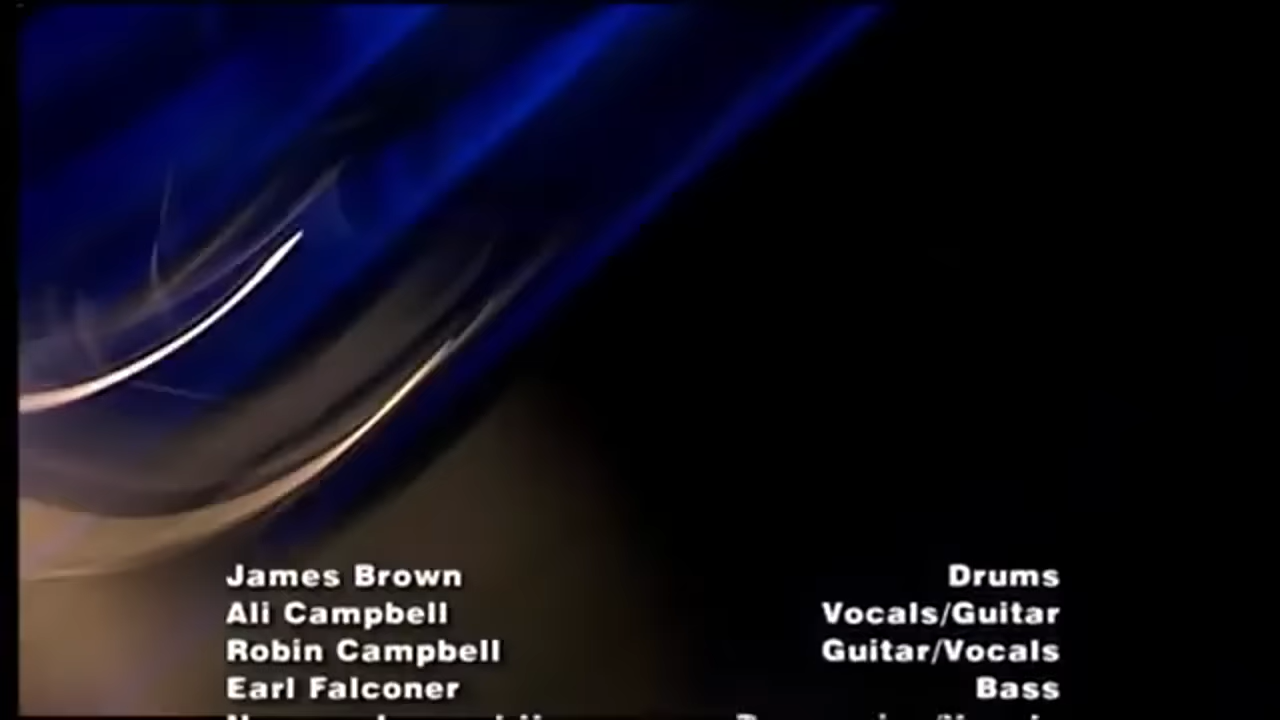 James Brown Drums
Ali Campbell Vocals/Guitar
Robin Campbell Guitar/Vocals
Earl Falconer Bass